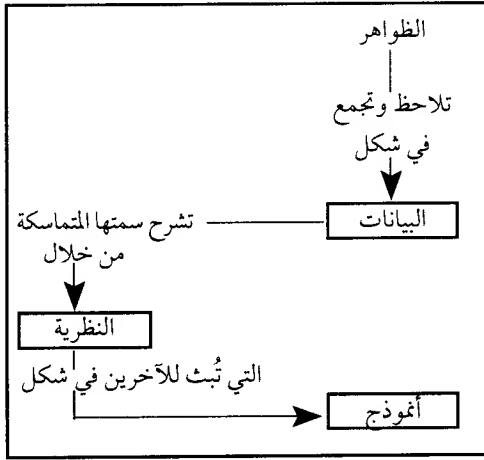 الظواهر
تلاحظ وتجمع
في شكل
البيانات
تشرح سمتها المتماسكة
من خلال
النظرية
التي تُبث للآخرين في شكل
أنموذج